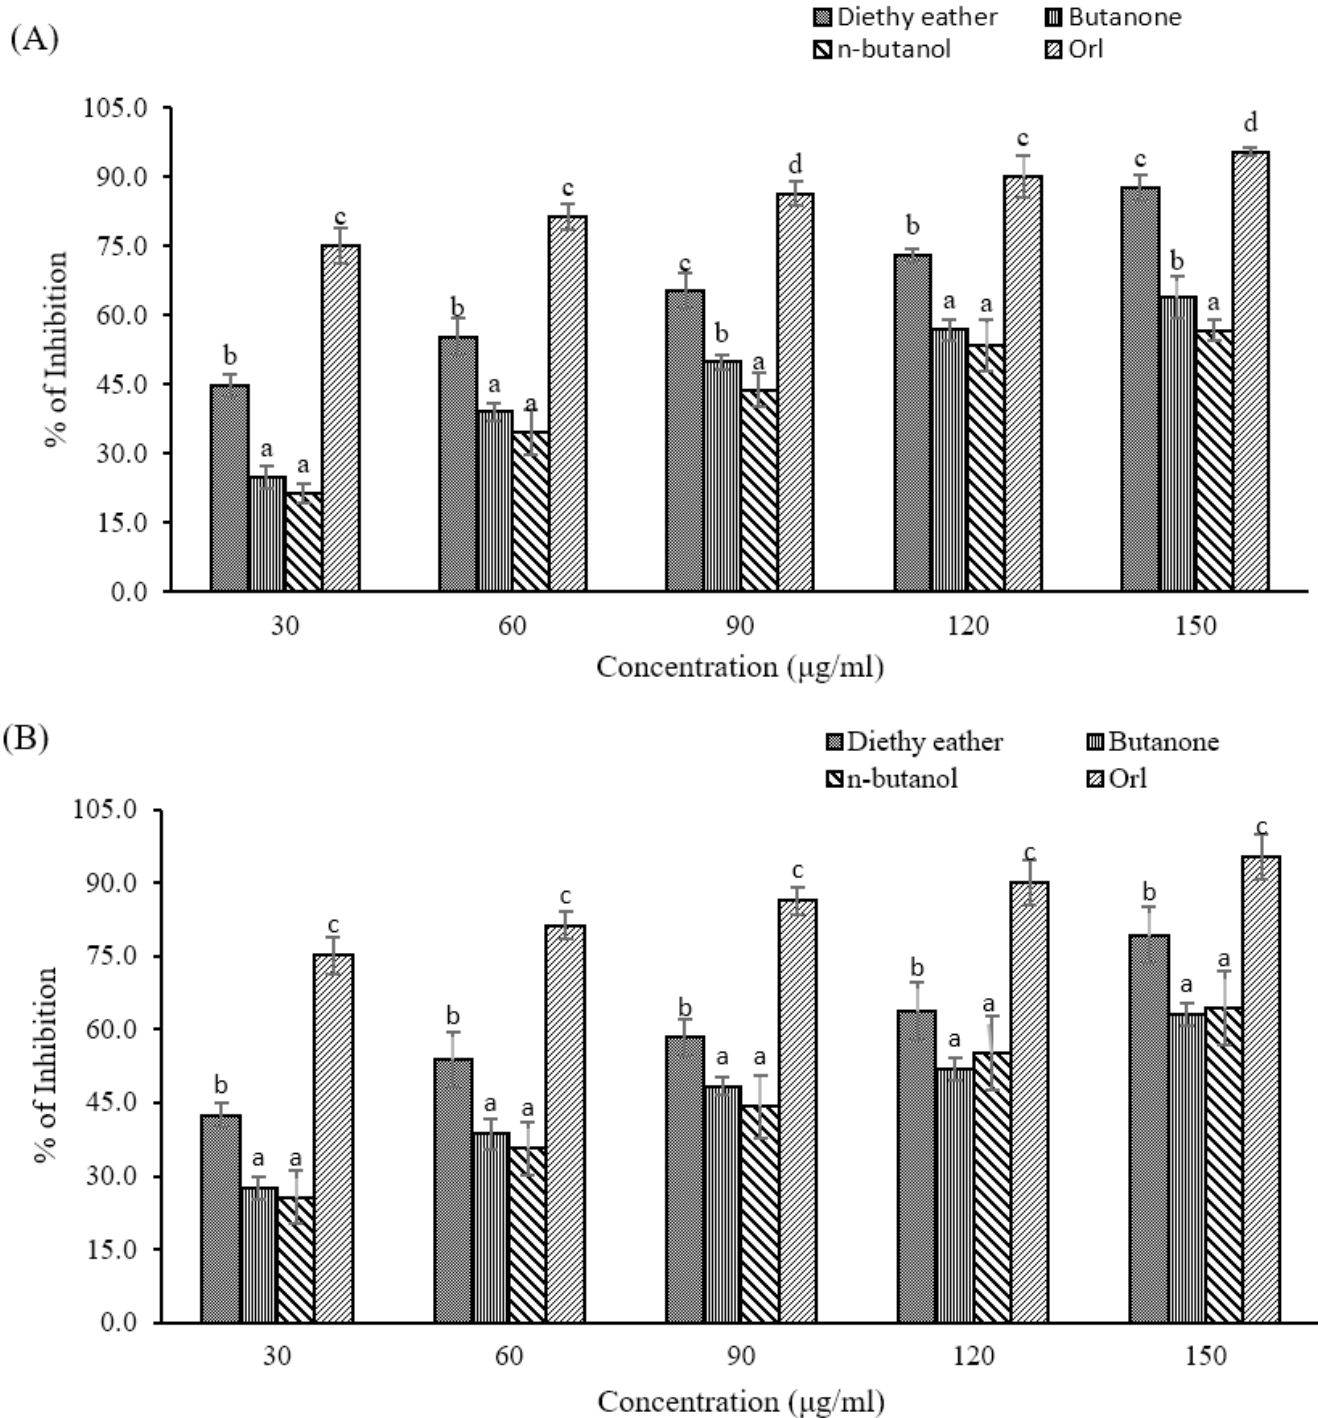 (A)
Diethy eather Butanone
n-butanol Orl
105.0
90.0
75.0
60.0
45.0
30.0
15.0
0.0
% of Inhibition
b a a c
b a a c
c b a d
b a a c
c b a d
30 60 90 120 150
Concentration (μg/ml)
(B)
Diethy eather Butanone
n-butanol Orl
105.0
90.0
75.0
60.0
45.0
30.0
15.0
0.0
% of Inhibition
b a a c
b a a c
b a a c
b a a c
b a a c
30 60 90 120 150
Concentration (μg/ml)